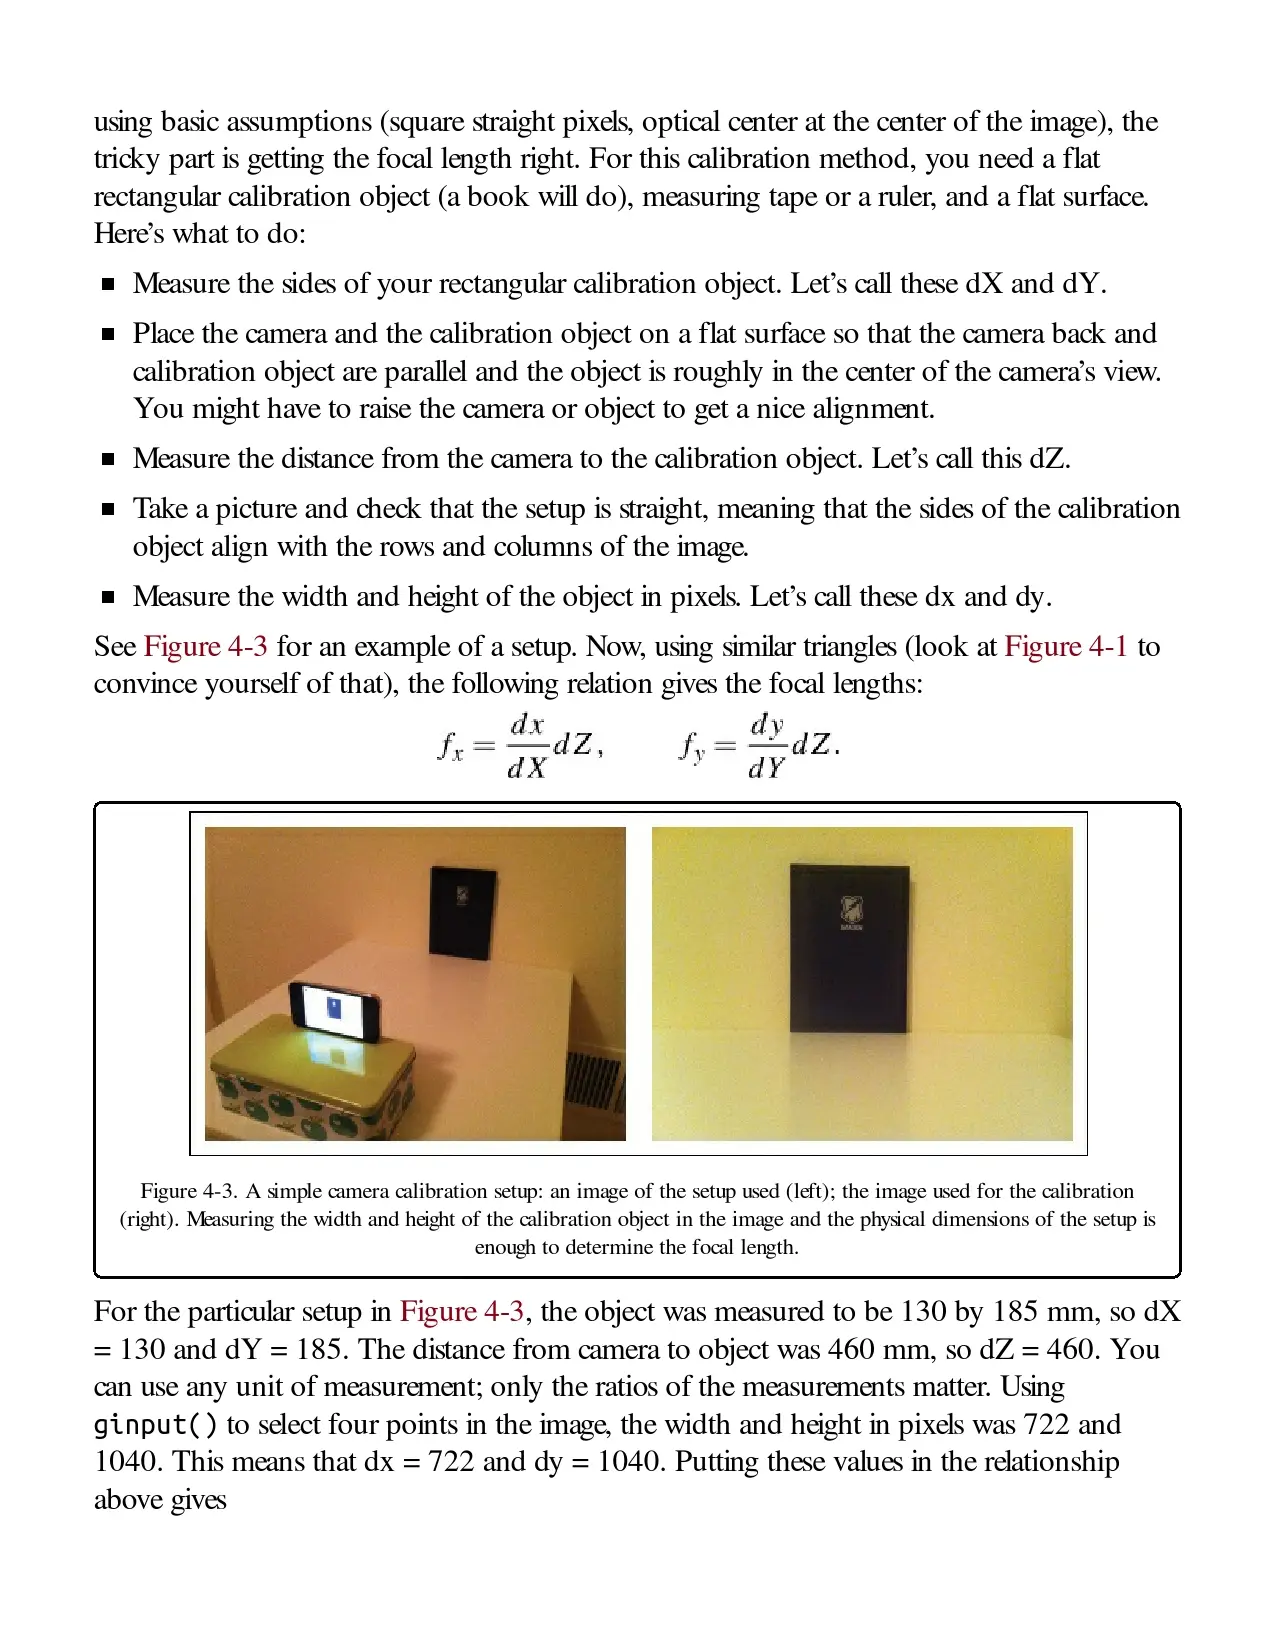 using basic assumptions (square straight pixels, optical center at the center of the image), the
tricky part is getting the focal length right. For this calibration method, you need a flat
rectangular calibration object (a book will do), measuring tape or a ruler, and a flat surface.
Here’s what to do:
▪ Measure the sides of your rectangular calibration object. Let’s call these dX and dY.
▪ Place the camera and the calibration object on a flat surface so that the camera back and
calibration object are parallel and the object is roughly in the center of the camera’s view.
You might have to raise the camera or object to get a nice alignment.
▪ Measure the distance from the camera to the calibration object. Let’s call this dZ.
▪ Take a picture and check that the setup is straight, meaning that the sides of the calibration
object align with the rows and columns of the image.
▪ Measure the width and height of the object in pixels. Let’s call these dx and dy.
See Figure 4-3 for an example of a setup. Now, using similar triangles (look at Figure 4-1 to
convince yourself of that), the following relation gives the focal lengths:
f_x = dx/dX dZ, f_y = dy/dY dZ.
Figure 4-3. A simple camera calibration setup: an image of the setup used (left); the image used for the calibration
(right). Measuring the width and height of the calibration object in the image and the physical dimensions of the setup is
enough to determine the focal length.
For the particular setup in Figure 4-3, the object was measured to be 130 by 185 mm, so dX
= 130 and dY = 185. The distance from camera to object was 460 mm, so dZ = 460. You
can use any unit of measurement; only the ratios of the measurements matter. Using
ginput() to select four points in the image, the width and height in pixels was 722 and
1040. This means that dx = 722 and dy = 1040. Putting these values in the relationship
above gives